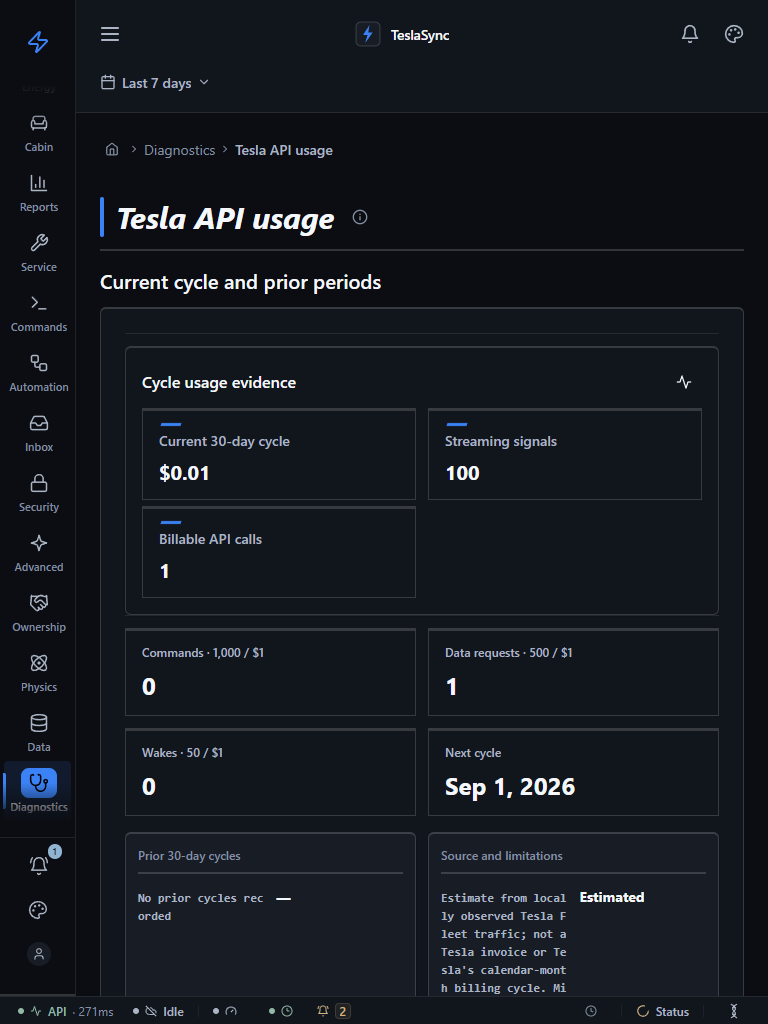 TeslaSync
Last 7 days
Energy
Cabin
Reports
Service
Commands
Automation
Inbox
Security
Advanced
Ownership
Physics
Data
Diagnostics
1
Diagnostics
Tesla API usage
Tesla API usage
Current cycle and prior periods
Cycle usage evidence
Current 30-day cycle
$0.01
Streaming signals
100
Billable API calls
1
Commands · 1,000 / $1
0
Data requests · 500 / $1
1
Wakes · 50 / $1
0
Next cycle
Sep 1, 2026
Prior 30-day cycles
No prior cycles rec
orded
—
Source and limitations
Estimate from local
ly observed Tesla F
leet traffic; not a
Tesla invoice or Te
sla's calendar-mont
h billing cycle. Mi
Estimated
API · 271ms
Idle
2
Status